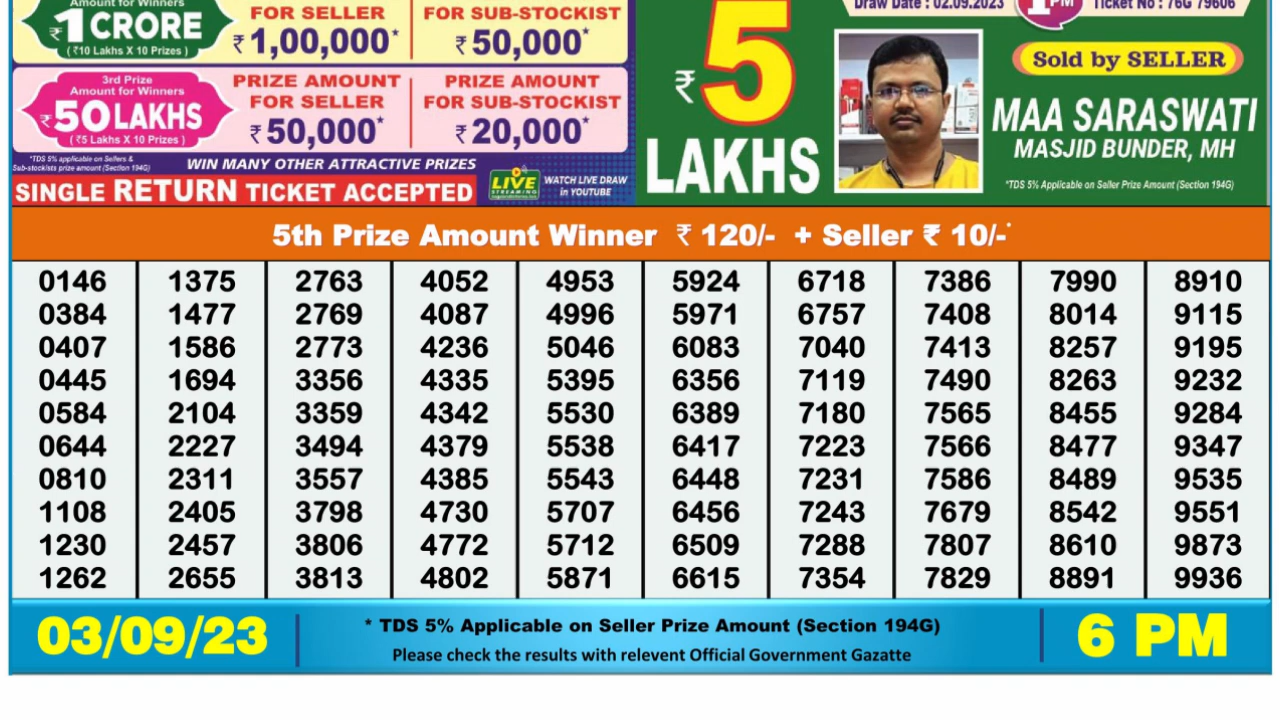 Amount for Winners
₹1 CRORE
( ₹10 Lakhs X 10 Prizes )
FOR SELLER
₹ 1,00,000*
FOR SUB-STOCKIST
₹ 50,000*
3rd Prize
Amount for Winners
₹50 LAKHS
( ₹5 Lakhs X 10 Prizes )
PRIZE AMOUNT
FOR SELLER
₹ 50,000*
PRIZE AMOUNT
FOR SUB-STOCKIST
₹ 20,000*
*TDS 5% applicable on Sellers &
Sub-stockists prize amount (Section 194G)
WIN MANY OTHER ATTRACTIVE PRIZES
SINGLE RETURN TICKET ACCEPTED
LIVE
STREAMING
WATCH LIVE DRAW
in YOUTUBE
₹ 5
LAKHS
Draw Date : 02.09.2023
1 PM
Ticket No : 76G 79606
Sold by SELLER
MAA SARASWATI
MASJID BUNDER, MH
*TDS 5% Applicable on Seller Prize Amount (Section 194G)
5th Prize Amount Winner ₹ 120/- + Seller ₹ 10/-*
0146 1375 2763 4052 4953 5924 6718 7386 7990 8910
0384 1477 2769 4087 4996 5971 6757 7408 8014 9115
0407 1586 2773 4236 5046 6083 7040 7413 8257 9195
0445 1694 3356 4335 5395 6356 7119 7490 8263 9232
0584 2104 3359 4342 5530 6389 7180 7565 8455 9284
0644 2227 3494 4379 5538 6417 7223 7566 8477 9347
0810 2311 3557 4385 5543 6448 7231 7586 8489 9535
1108 2405 3798 4730 5707 6456 7243 7679 8542 9551
1230 2457 3806 4772 5712 6509 7288 7807 8610 9873
1262 2655 3813 4802 5871 6615 7354 7829 8891 9936
03/09/23
* TDS 5% Applicable on Seller Prize Amount (Section 194G)
Please check the results with relevent Official Government Gazatte
6 PM